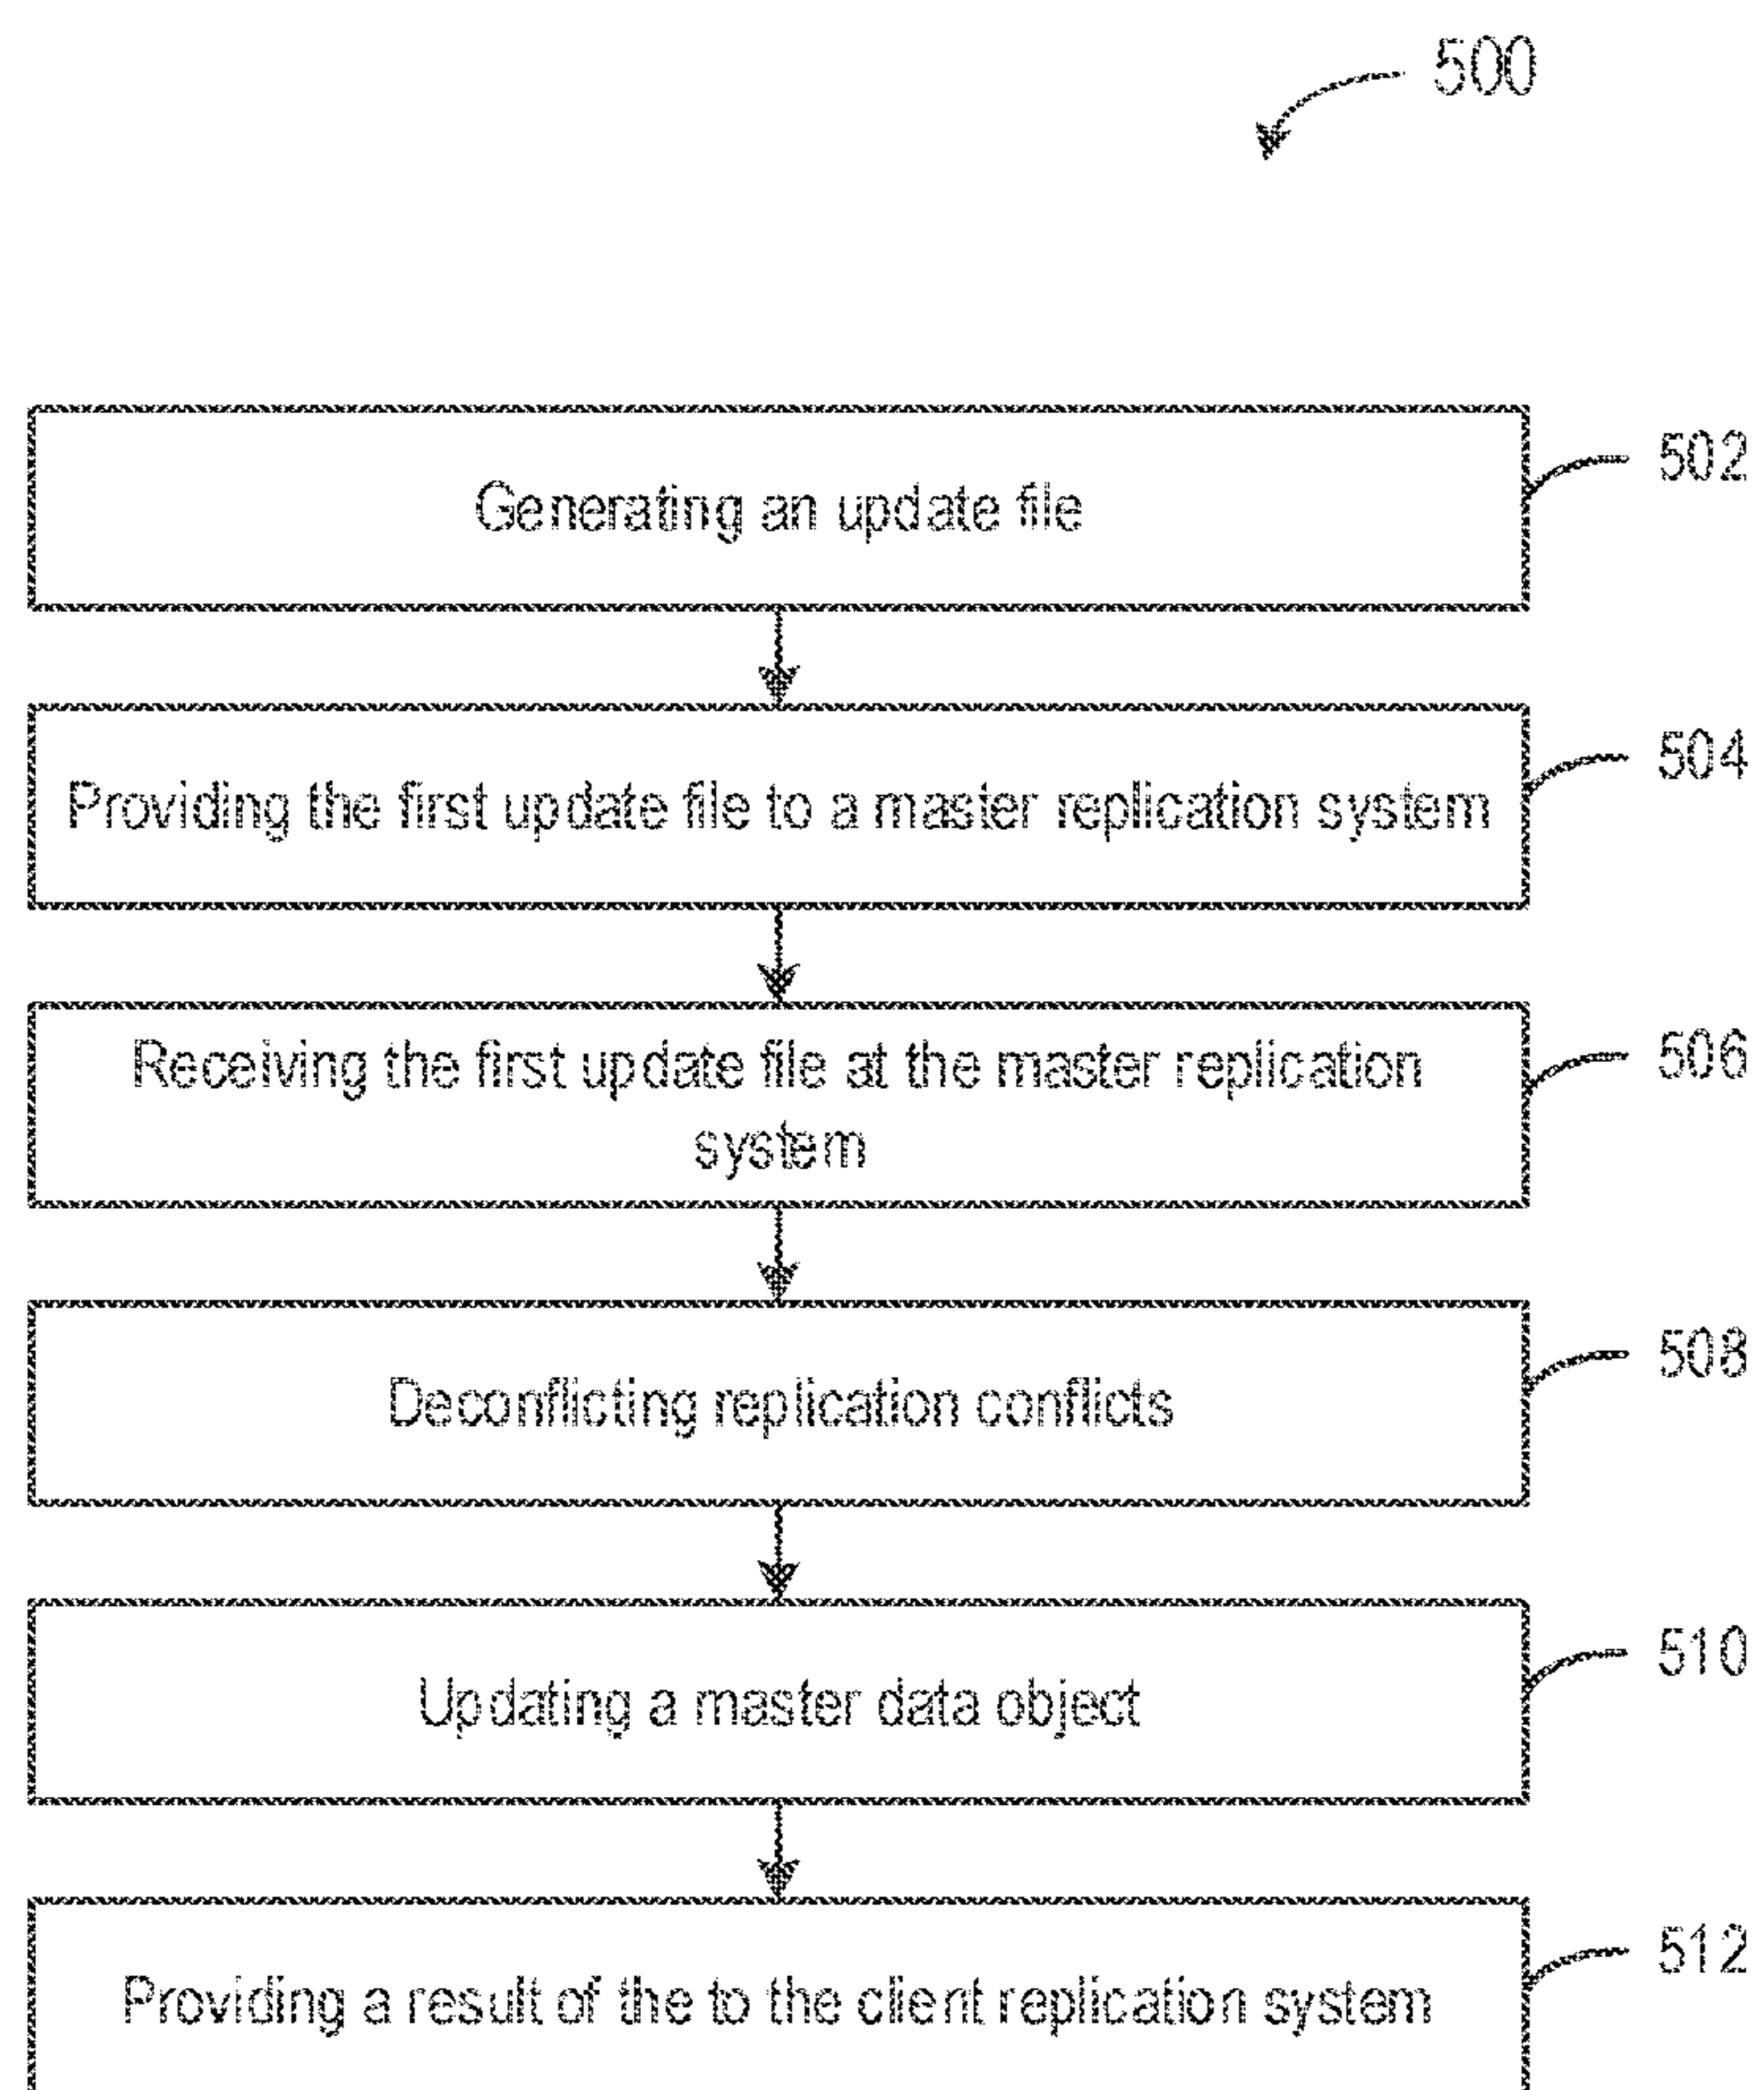 500
Generating an update file
502
Providing the first update file to a master replication system
504
Receiving the first update file at the master replication
system
506
Deconflicting replication conflicts
508
Updating a master data object
510
Providing a result of the to the client replication system
512